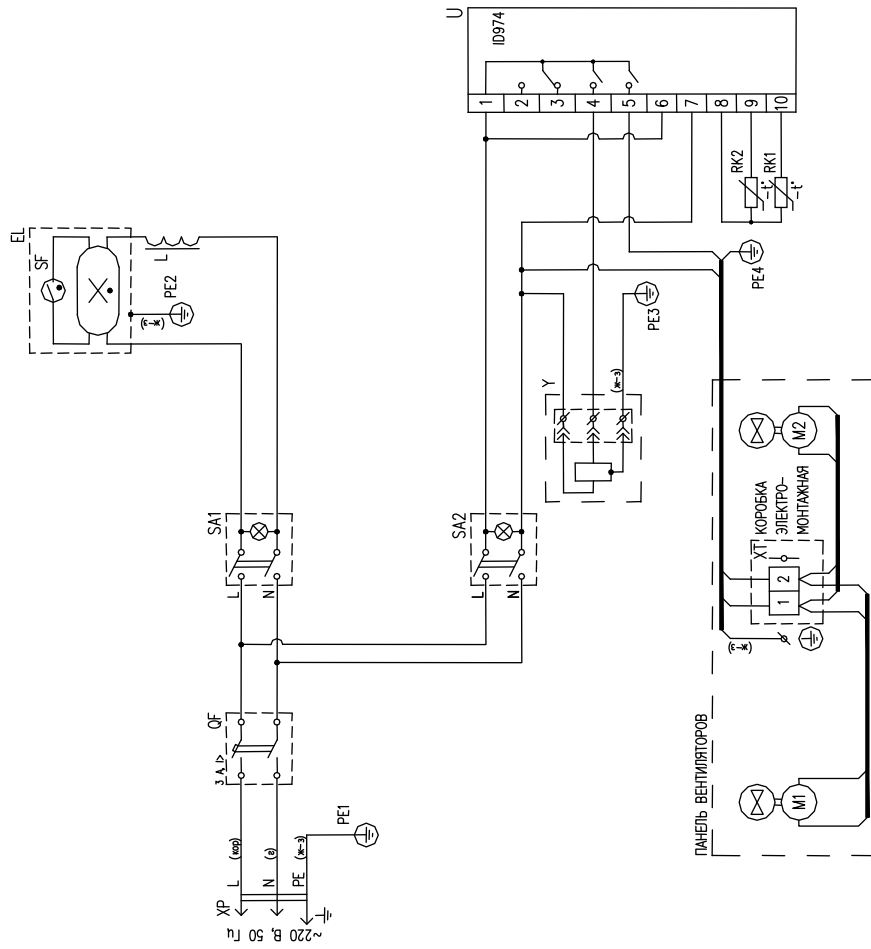 EL
SF
L
PE2
(ж-з)
U
ID974
1
2
3
4
5
6
7
8
9
10
RK2
-t°
RK1
-t°
PE4
PE3
(ж-з)
Y
SA1
L
N
SA2
L
N
QF
3 A, I>
PE1
XP
L
(кор)
N
(г)
PE
(ж-з)
~220 В, 50 Гц
ПАНЕЛЬ ВЕНТИЛЯТОРОВ
M1
M2
XT
КОРОБКА
ЭЛЕКТРО-
МОНТАЖНАЯ
1
2
(ж-з)